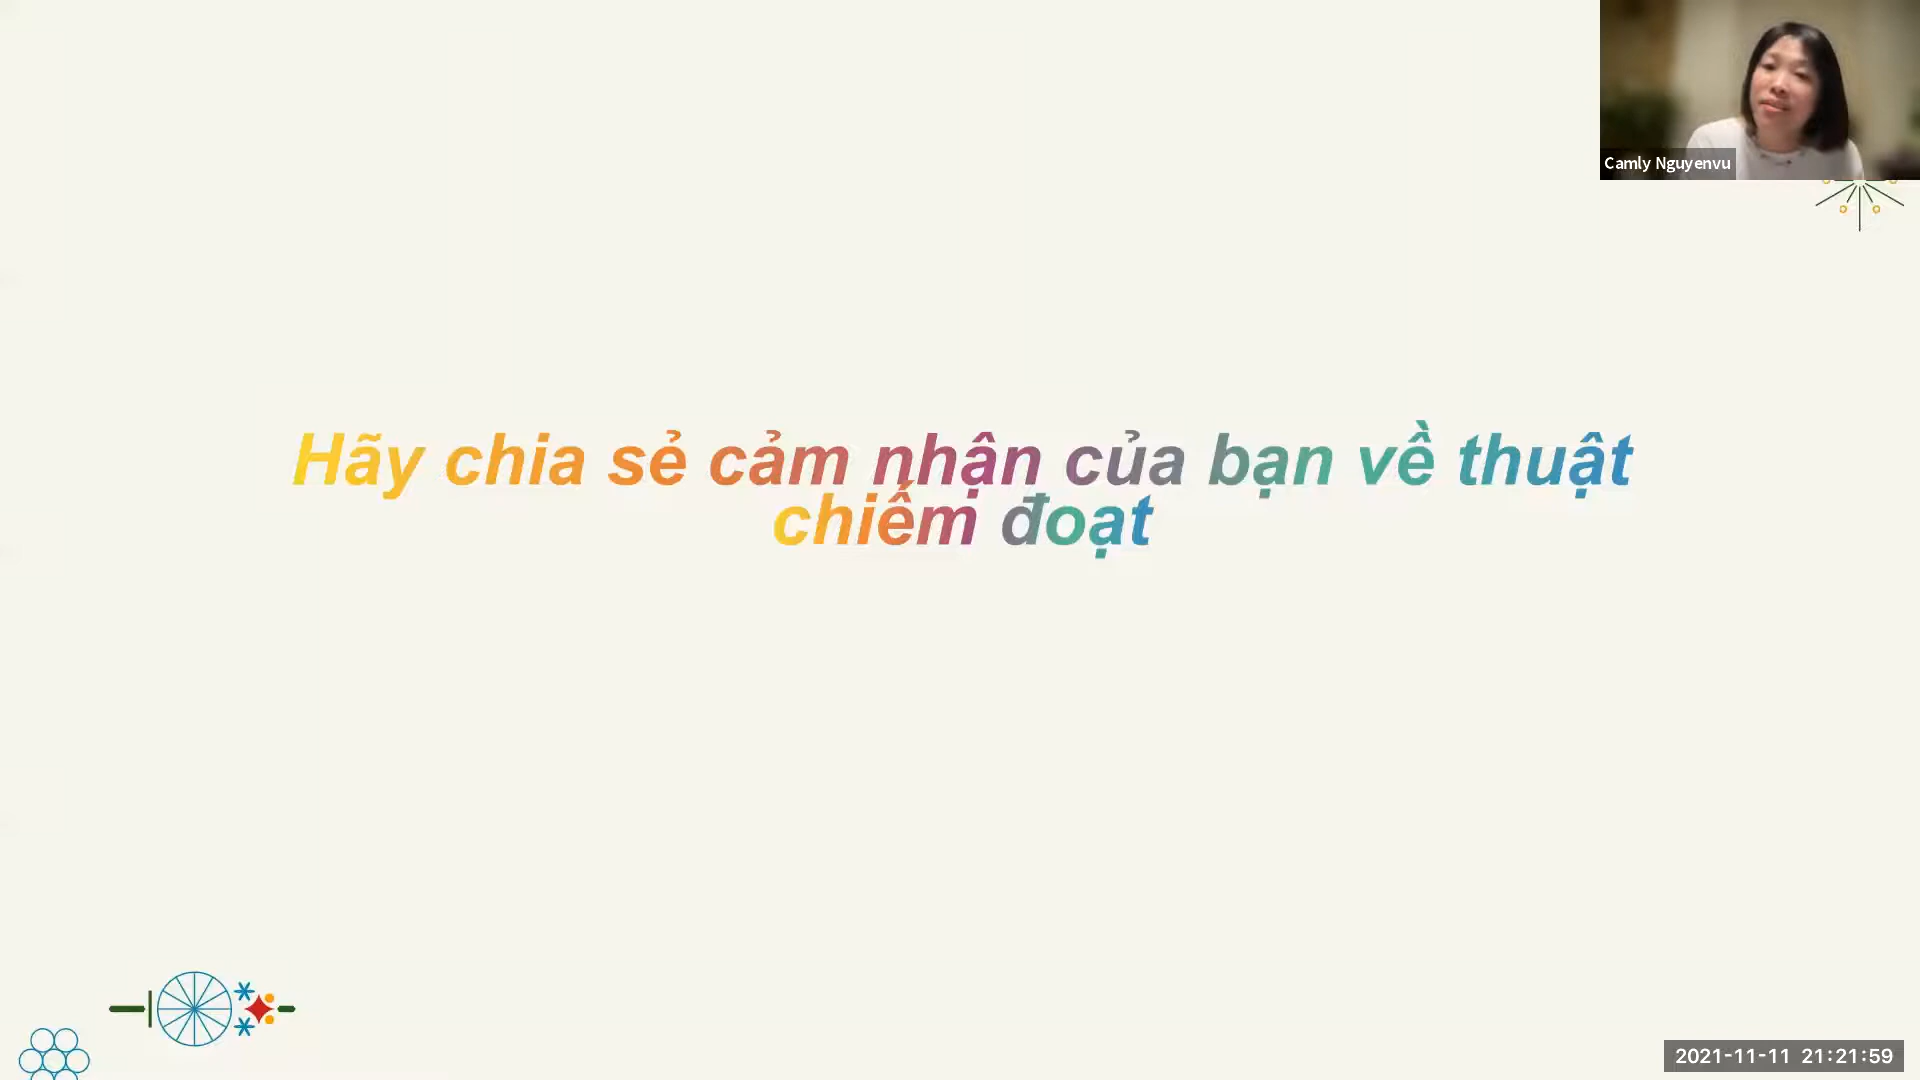 Camly Nguyenvu
Hãy chia sẻ cảm nhận của bạn về thuật
chiếm đoạt
2021-11-11 21:21:59